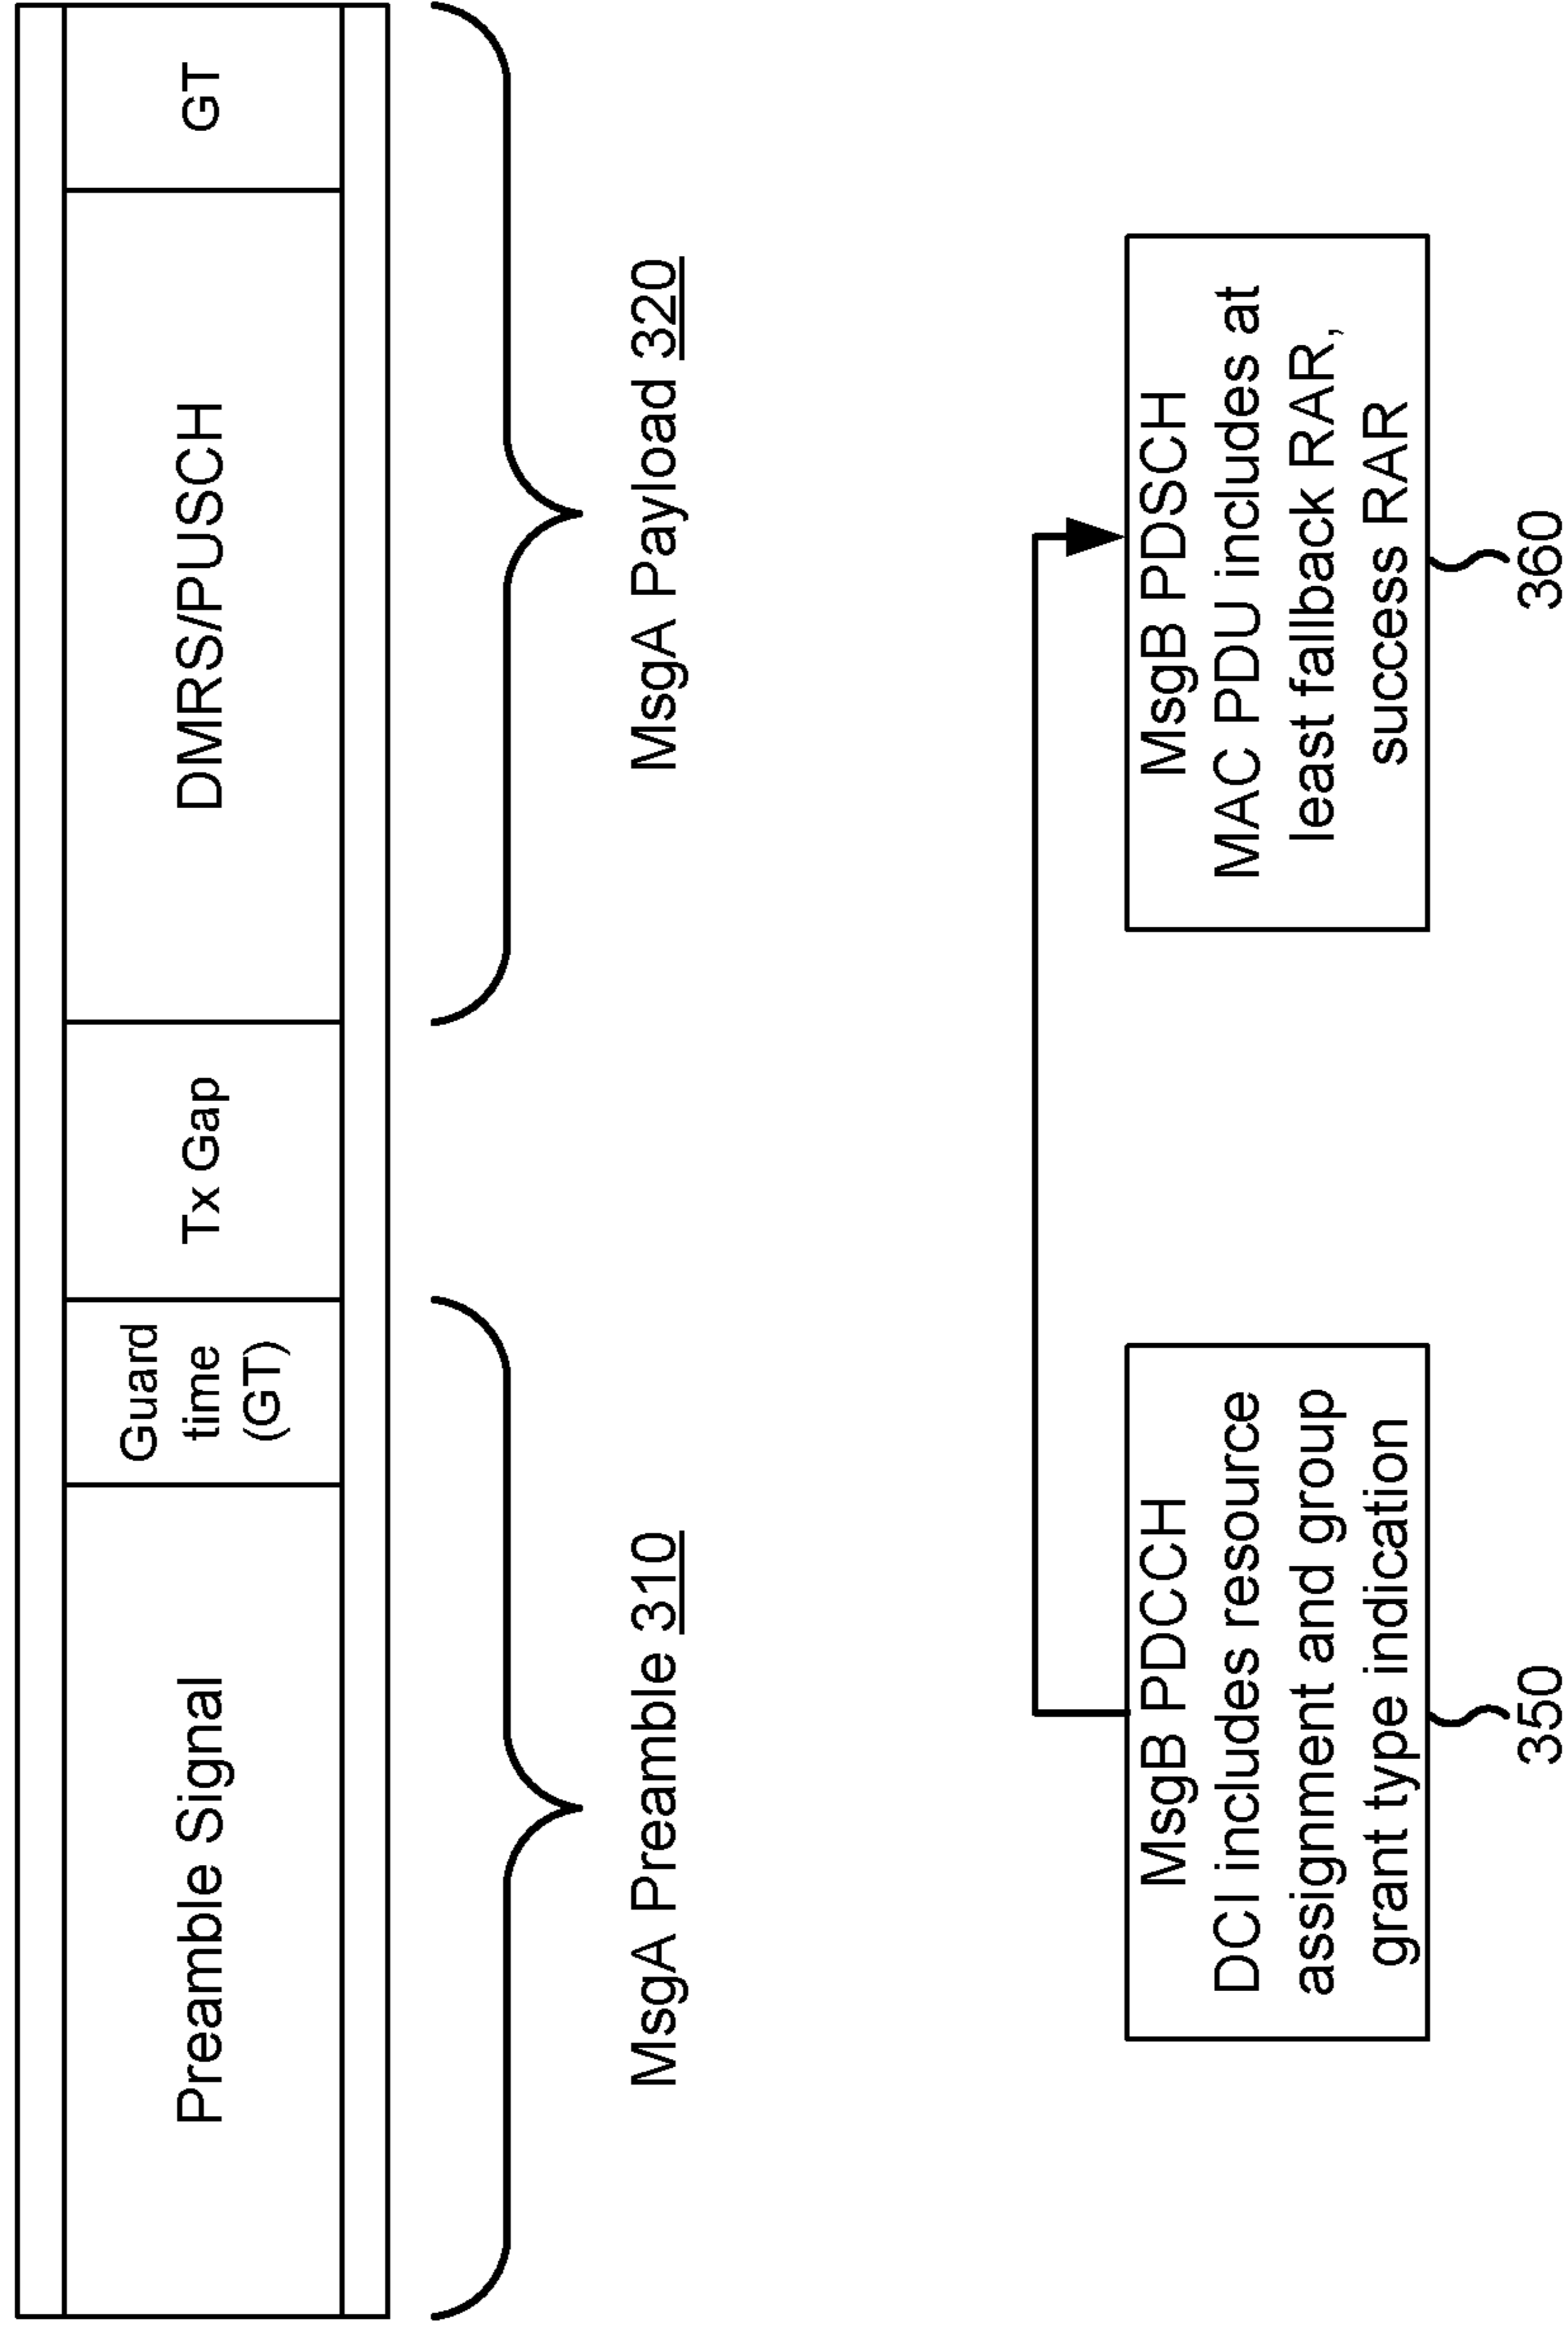 Preamble Signal
Guard
time
(GT)
Tx Gap
DMRS/PUSCH
GT
MsgA Preamble 310
MsgA Payload 320
MsgB PDCCH
DCI includes resource
assignment and group
grant type indication
350
MsgB PDSCH
MAC PDU includes at
least fallback RAR,
success RAR
360